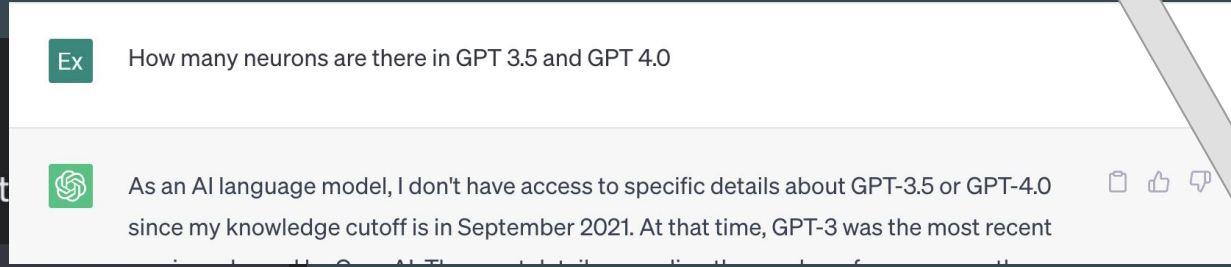 Ex
How many neurons are there in GPT 3.5 and GPT 4.0
t
As an AI language model, I don't have access to specific details about GPT-3.5 or GPT-4.0
since my knowledge cutoff is in September 2021. At that time, GPT-3 was the most recent